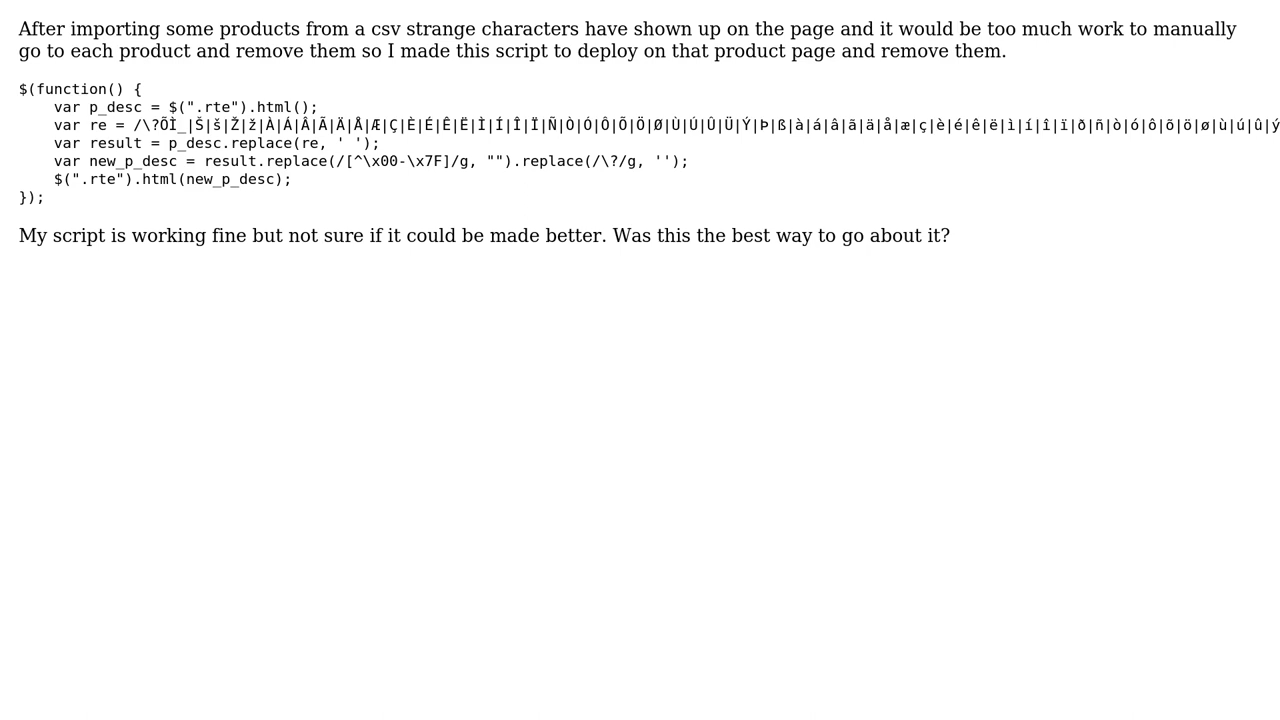 After importing some products from a csv strange characters have shown up on the page and it would be too much work to manually
go to each product and remove them so I made this script to deploy on that product page and remove them.
$(function() {
    var p_desc = $(".rte").html();
    var re = /\?ÕÌ_|Š|š|Ž|ž|À|Á|Â|Ã|Ä|Å|Æ|Ç|È|É|Ê|Ë|Ì|Í|Î|Ï|Ñ|Ò|Ó|Ô|Õ|Ö|Ø|Ù|Ú|Û|Ü|Ý|Þ|ß|à|á|â|ã|ä|å|æ|ç|è|é|ê|ë|ì|í|î|ï|ð|ñ|ò|ó|ô|õ|ö|ø|ù|ú|û|ý
    var result = p_desc.replace(re, ' ');
    var new_p_desc = result.replace(/[^\x00-\x7F]/g, "").replace(/\?/g, '');
    $(".rte").html(new_p_desc);
});
My script is working fine but not sure if it could be made better. Was this the best way to go about it?